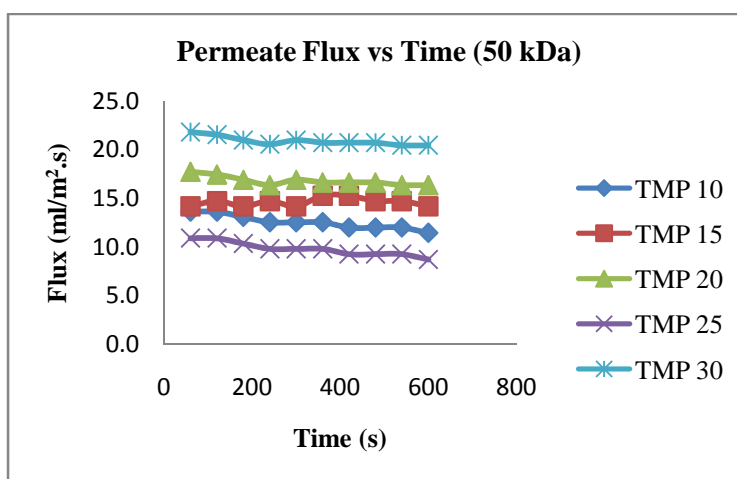 Permeate Flux vs Time (50 kDa)
25.0
20.0
15.0
10.0
5.0
0.0
Flux (ml/m².s)
0 200 400 600 800
Time (s)
TMP 10
TMP 15
TMP 20
TMP 25
TMP 30